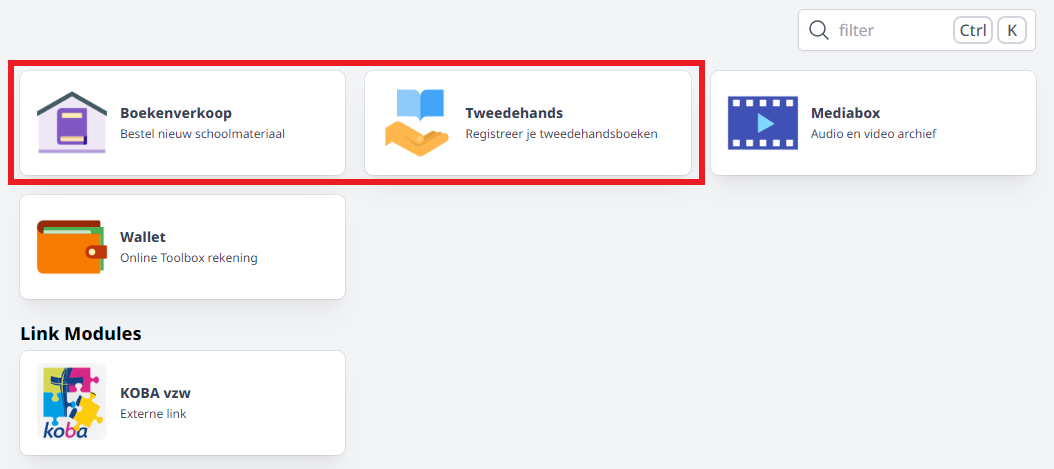 filter Ctrl K
Boekenverkoop
Bestel nieuw schoolmateriaal
Tweedehands
Registreer je tweedehandsboeken
Mediabox
Audio en video archief
Wallet
Online Toolbox rekening
Link Modules
koba
KOBA vzw
Externe link